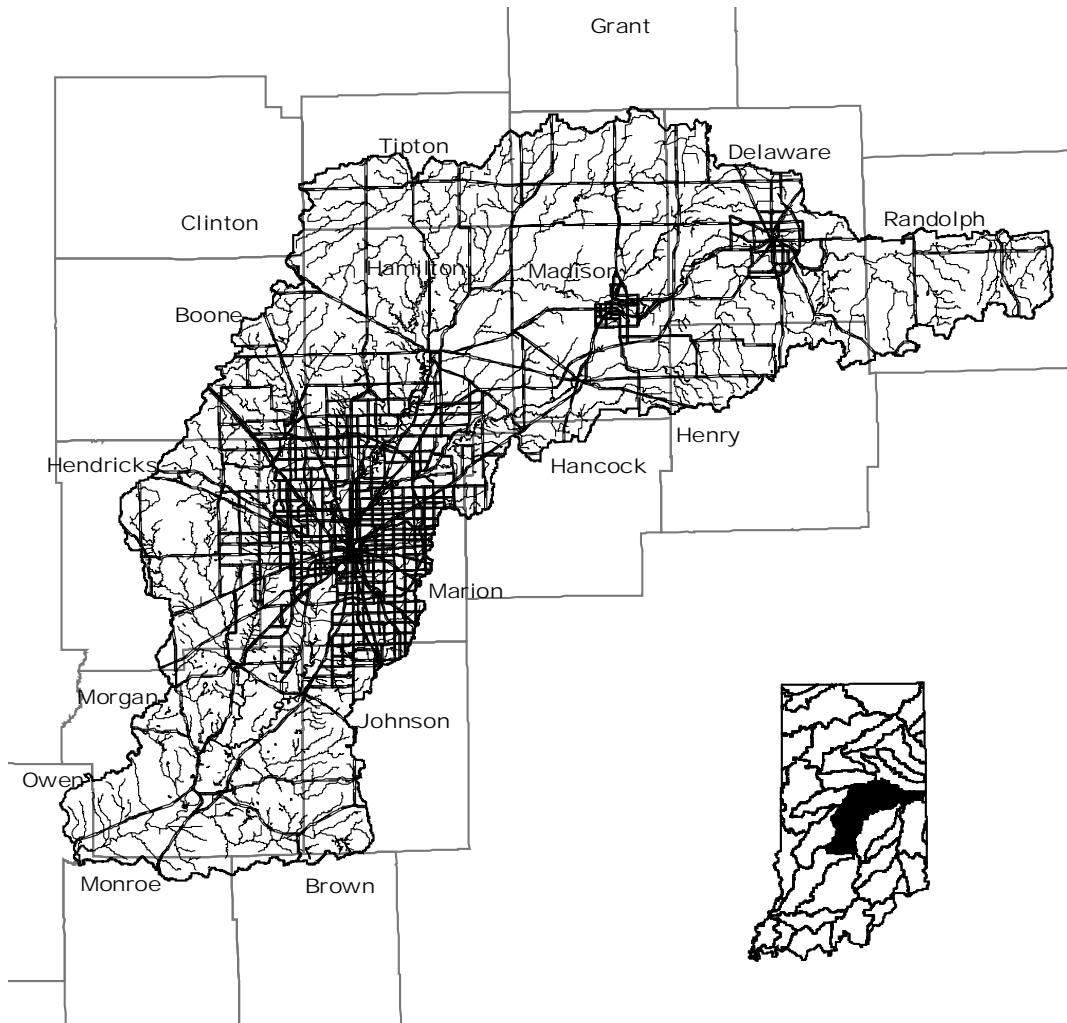 Grant
Tipton
Delaware
Clinton
Randolph
Hamilton
Madison
Boone
Henry
Hendricks
Hancock
Marion
Morgan
Johnson
Owen
Monroe
Brown